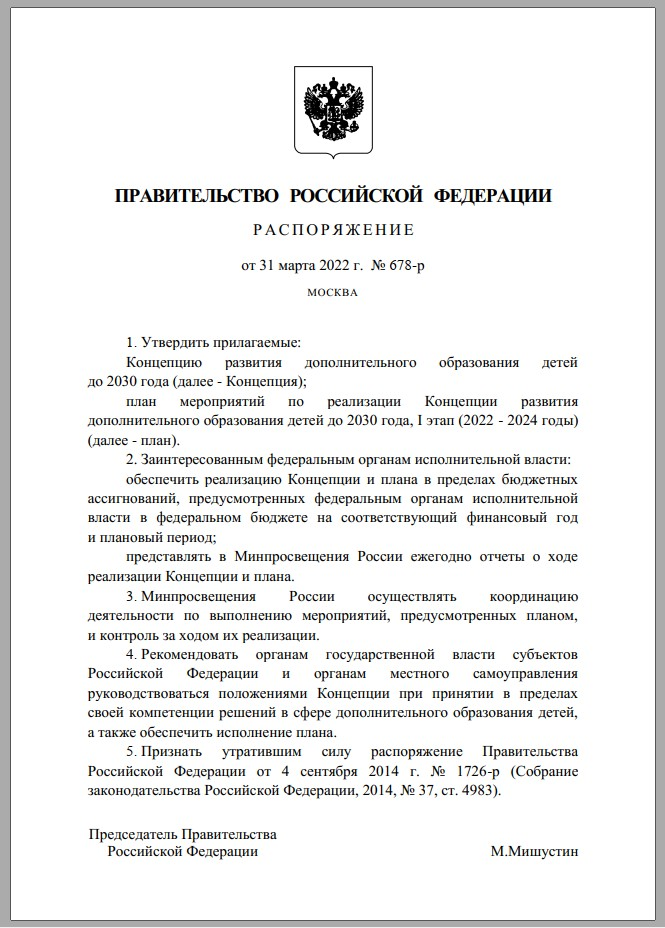 ПРАВИТЕЛЬСТВО РОССИЙСКОЙ ФЕДЕРАЦИИ
РАСПОРЯЖЕНИЕ
от 31 марта 2022 г. № 678-р
МОСКВА
1. Утвердить прилагаемые:
Концепцию развития дополнительного образования детей
до 2030 года (далее - Концепция);
план мероприятий по реализации Концепции развития
дополнительного образования детей до 2030 года, I этап (2022 - 2024 годы)
(далее - план).
2. Заинтересованным федеральным органам исполнительной власти:
обеспечить реализацию Концепции и плана в пределах бюджетных
ассигнований, предусмотренных федеральным органам исполнительной
власти в федеральном бюджете на соответствующий финансовый год
и плановый период;
представлять в Минпросвещения России ежегодно отчеты о ходе
реализации Концепции и плана.
3. Минпросвещения России осуществлять координацию
деятельности по выполнению мероприятий, предусмотренных планом,
и контроль за ходом их реализации.
4. Рекомендовать органам государственной власти субъектов
Российской Федерации и органам местного самоуправления
руководствоваться положениями Концепции при принятии в пределах
своей компетенции решений в сфере дополнительного образования детей,
а также обеспечить исполнение плана.
5. Признать утратившим силу распоряжение Правительства
Российской Федерации от 4 сентября 2014 г. № 1726-р (Собрание
законодательства Российской Федерации, 2014, № 37, ст. 4983).
Председатель Правительства
Российской Федерации М.Мишустин